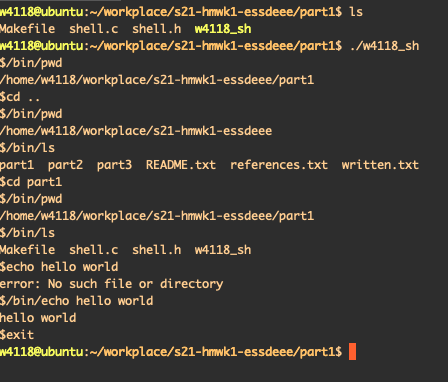 w4118@ubuntu:~/workplace/s21-hmwk1-essdeee/part1$ ls
Makefile  shell.c  shell.h  w4118_sh
w4118@ubuntu:~/workplace/s21-hmwk1-essdeee/part1$ ./w4118_sh
$/bin/pwd
/home/w4118/workplace/s21-hmwk1-essdeee/part1
$cd ..
$/bin/pwd
/home/w4118/workplace/s21-hmwk1-essdeee
$/bin/ls
part1  part2  part3  README.txt  references.txt  written.txt
$cd part1
$/bin/pwd
/home/w4118/workplace/s21-hmwk1-essdeee/part1
$/bin/ls
Makefile  shell.c  shell.h  w4118_sh
$echo hello world
error: No such file or directory
$/bin/echo hello world
hello world
$exit
w4118@ubuntu:~/workplace/s21-hmwk1-essdeee/part1$